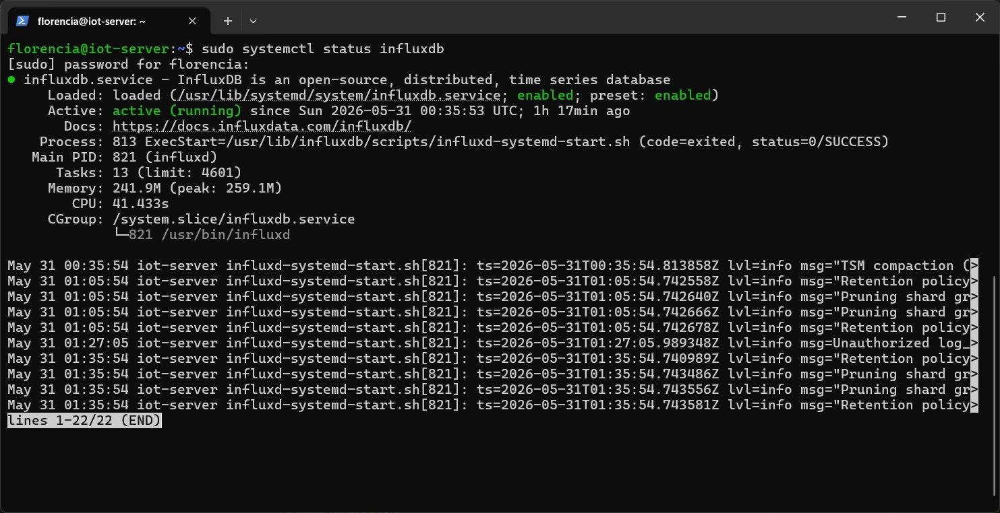 florencia@iot-server: ~
florencia@iot-server:~$ sudo systemctl status influxdb
[sudo] password for florencia:
● influxdb.service - InfluxDB is an open-source, distributed, time series database
     Loaded: loaded (/usr/lib/systemd/system/influxdb.service; enabled; preset: enabled)
     Active: active (running) since Sun 2026-05-31 00:35:53 UTC; 1h 17min ago
       Docs: https://docs.influxdata.com/influxdb/
    Process: 813 ExecStart=/usr/lib/influxdb/scripts/influxd-systemd-start.sh (code=exited, status=0/SUCCESS)
   Main PID: 821 (influxd)
      Tasks: 13 (limit: 4601)
     Memory: 241.9M (peak: 259.1M)
        CPU: 41.433s
     CGroup: /system.slice/influxdb.service
             └─821 /usr/bin/influxd
May 31 00:35:54 iot-server influxd-systemd-start.sh[821]: ts=2026-05-31T00:35:54.813858Z lvl=info msg="TSM compaction (>
May 31 01:05:54 iot-server influxd-systemd-start.sh[821]: ts=2026-05-31T01:05:54.742558Z lvl=info msg="Retention policy>
May 31 01:05:54 iot-server influxd-systemd-start.sh[821]: ts=2026-05-31T01:05:54.742640Z lvl=info msg="Pruning shard gr>
May 31 01:05:54 iot-server influxd-systemd-start.sh[821]: ts=2026-05-31T01:05:54.742666Z lvl=info msg="Pruning shard gr>
May 31 01:05:54 iot-server influxd-systemd-start.sh[821]: ts=2026-05-31T01:05:54.742678Z lvl=info msg="Retention policy>
May 31 01:27:05 iot-server influxd-systemd-start.sh[821]: ts=2026-05-31T01:27:05.989348Z lvl=info msg=Unauthorized log_>
May 31 01:35:54 iot-server influxd-systemd-start.sh[821]: ts=2026-05-31T01:35:54.740989Z lvl=info msg="Retention policy>
May 31 01:35:54 iot-server influxd-systemd-start.sh[821]: ts=2026-05-31T01:35:54.743486Z lvl=info msg="Pruning shard gr>
May 31 01:35:54 iot-server influxd-systemd-start.sh[821]: ts=2026-05-31T01:35:54.743556Z lvl=info msg="Pruning shard gr>
May 31 01:35:54 iot-server influxd-systemd-start.sh[821]: ts=2026-05-31T01:35:54.743581Z lvl=info msg="Retention policy>
lines 1-22/22 (END)